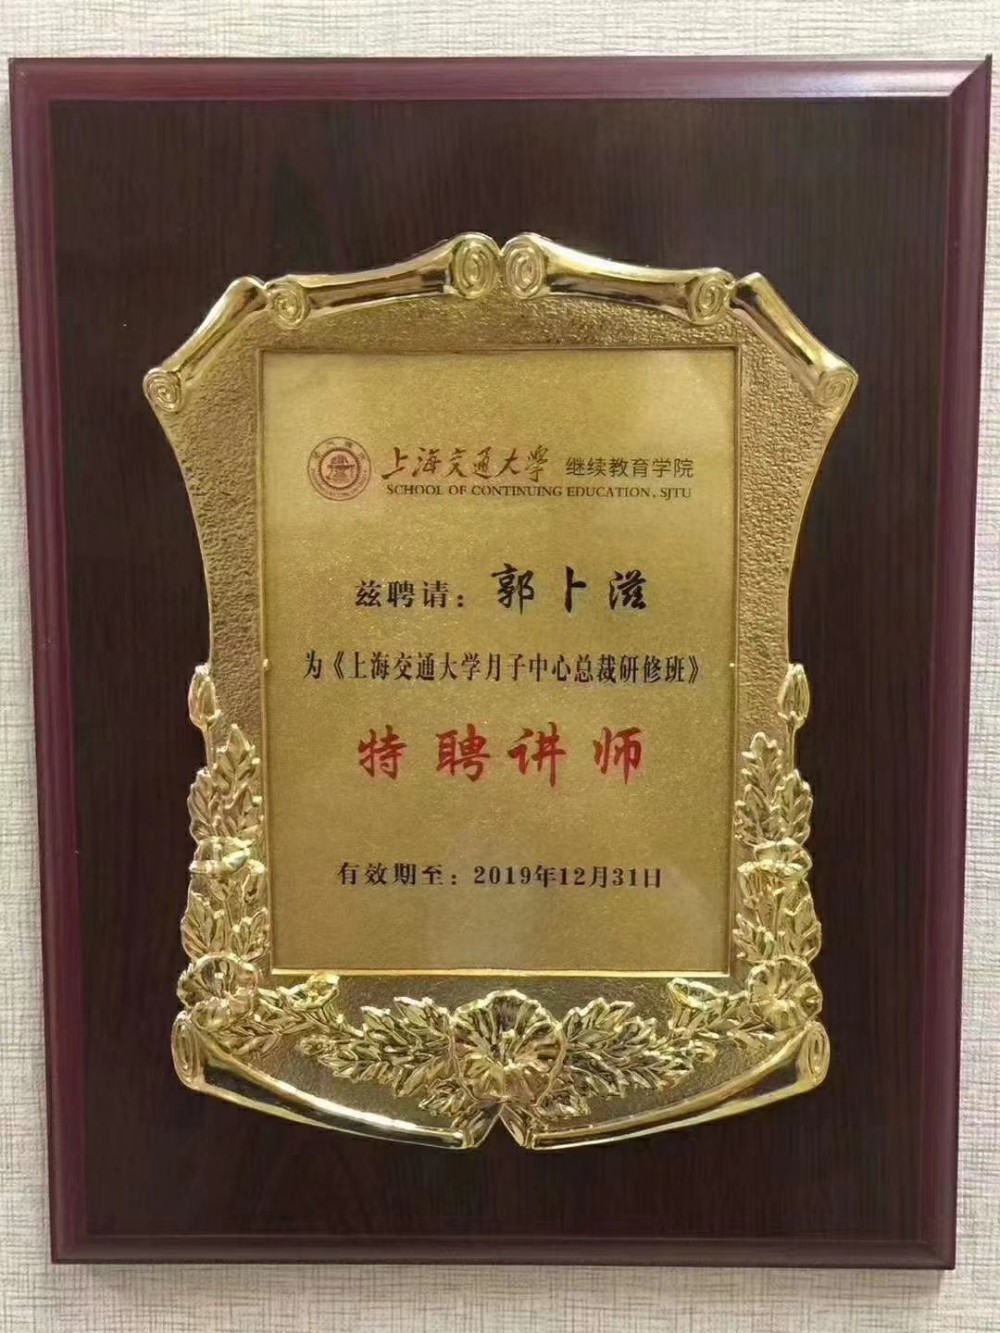 上海交通大學 继续教育学院
SCHOOL OF CONTINUING EDUCATION, SJTU
兹聘请：郭卜滋
为《上海交通大学月子中心总裁研修班》
特聘讲师
有效期至：2019年12月31日